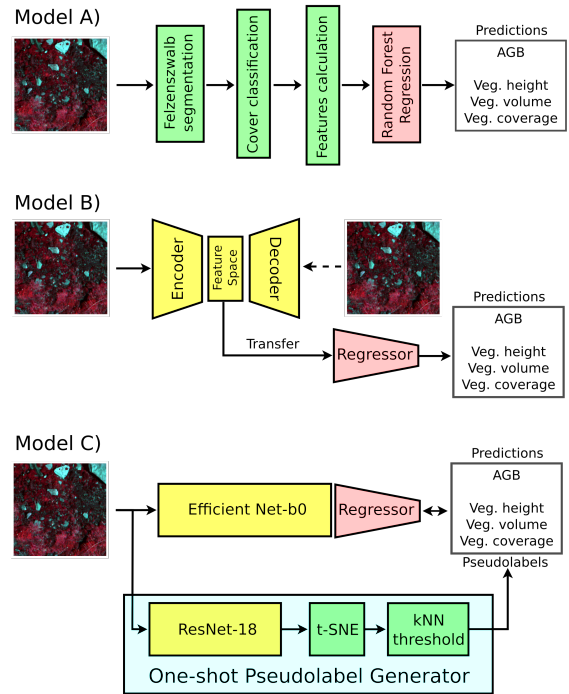 Model A)
Felzenszwalb
segmentation
Cover classification
Features calculation
Random Forest
Regression
Predictions
AGB
Veg. height
Veg. volume
Veg. coverage
Model B)
Encoder
Feature
Space
Decoder
Transfer
Regressor
Predictions
AGB
Veg. height
Veg. volume
Veg. coverage
Model C)
Efficient Net-b0
Regressor
Predictions
AGB
Veg. height
Veg. volume
Veg. coverage
Pseudolabels
ResNet-18
t-SNE
kNN
threshold
One-shot Pseudolabel Generator